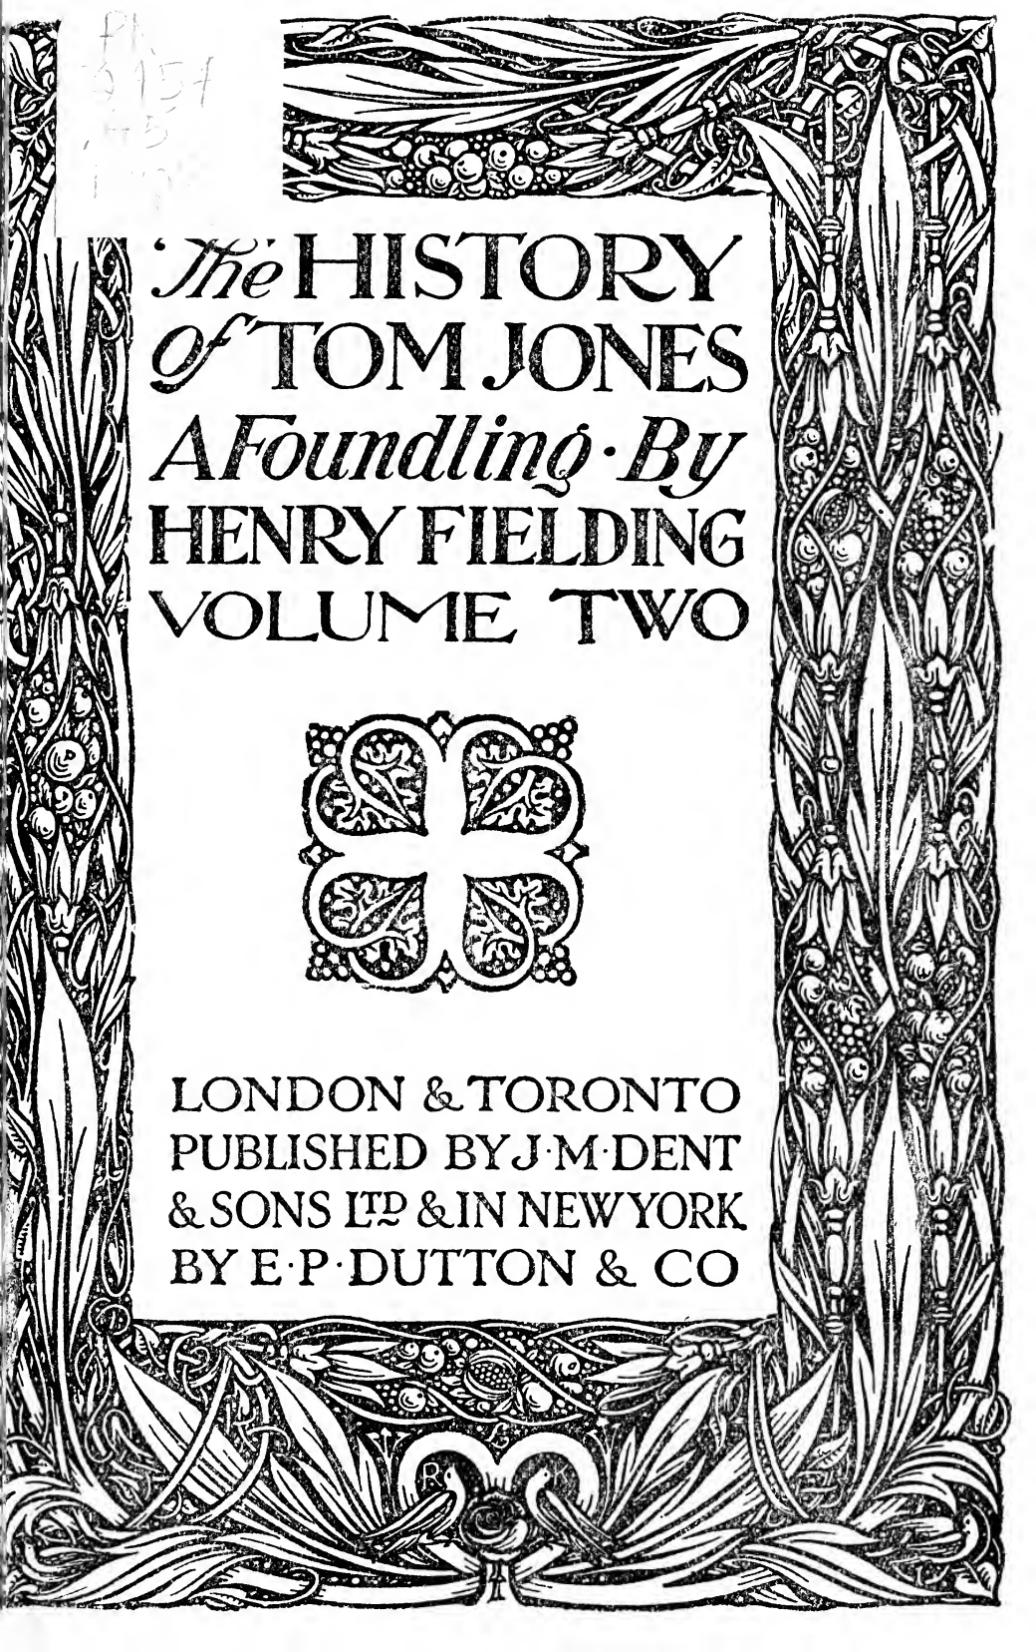 The HISTORY
of TOM JONES
A Foundling · By
HENRY FIELDING
VOLUME TWO
LONDON & TORONTO
PUBLISHED BY J·M·DENT
& SONS LTD & IN NEW YORK
BY E·P·DUTTON & CO
R K